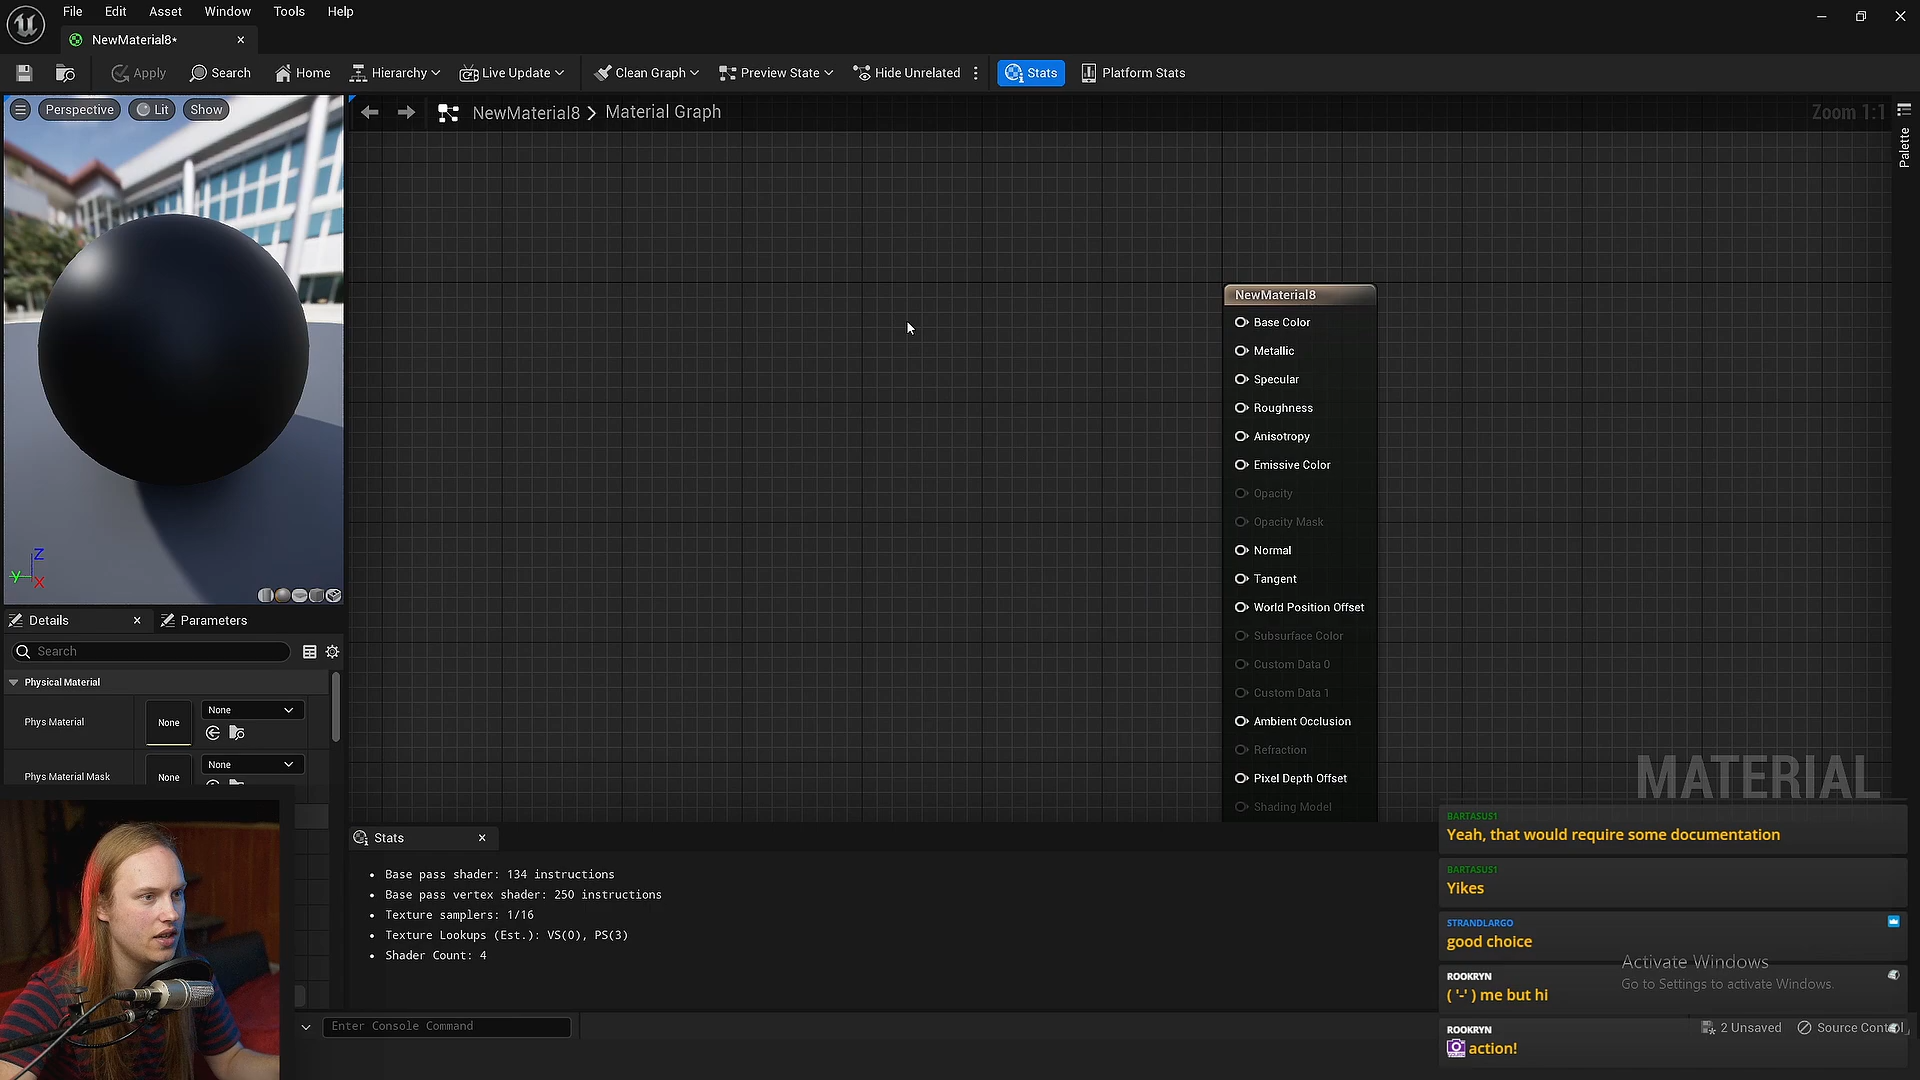 File Edit Asset Window Tools Help
NewMaterial8*
Apply Search Home Hierarchy Live Update Clean Graph Preview State Hide Unrelated Stats Platform Stats
Perspective Lit Show
NewMaterial8 > Material Graph
Zoom 1:1
Palette
NewMaterial8
Base Color
Metallic
Specular
Roughness
Anisotropy
Emissive Color
Opacity
Opacity Mask
Normal
Tangent
World Position Offset
Subsurface Color
Custom Data 0
Custom Data 1
Ambient Occlusion
Refraction
Pixel Depth Offset
Shading Model
MATERIAL
Z
Y
X
Details Parameters
Search
Physical Material
Phys Material None None
Phys Material Mask None None
Stats
• Base pass shader: 134 instructions
• Base pass vertex shader: 250 instructions
• Texture samplers: 1/16
• Texture Lookups (Est.): VS(0), PS(3)
• Shader Count: 4
Enter Console Command
BARTASUS1
Yeah, that would require some documentation
BARTASUS1
Yikes
STRANDLARGO
good choice
ROOKRYN
( '-' ) me but hi
ROOKRYN
action!
Activate Windows
Go to Settings to activate Windows.
2 Unsaved Source Control